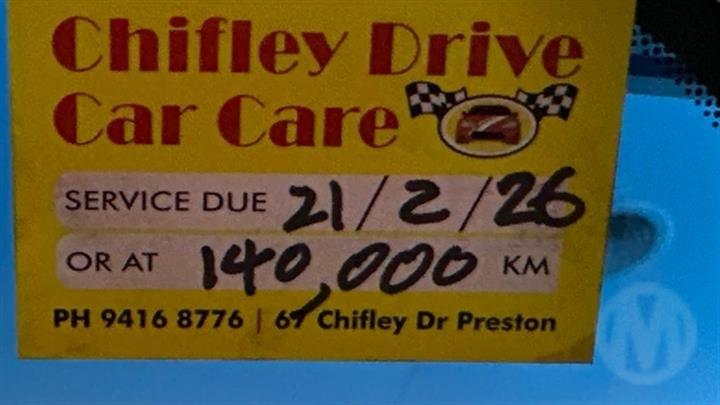 Chifley Drive
Car Care
SERVICE DUE 21/2/26
OR AT 140,000 KM
PH 9416 8776 | 67 Chifley Dr Preston
M